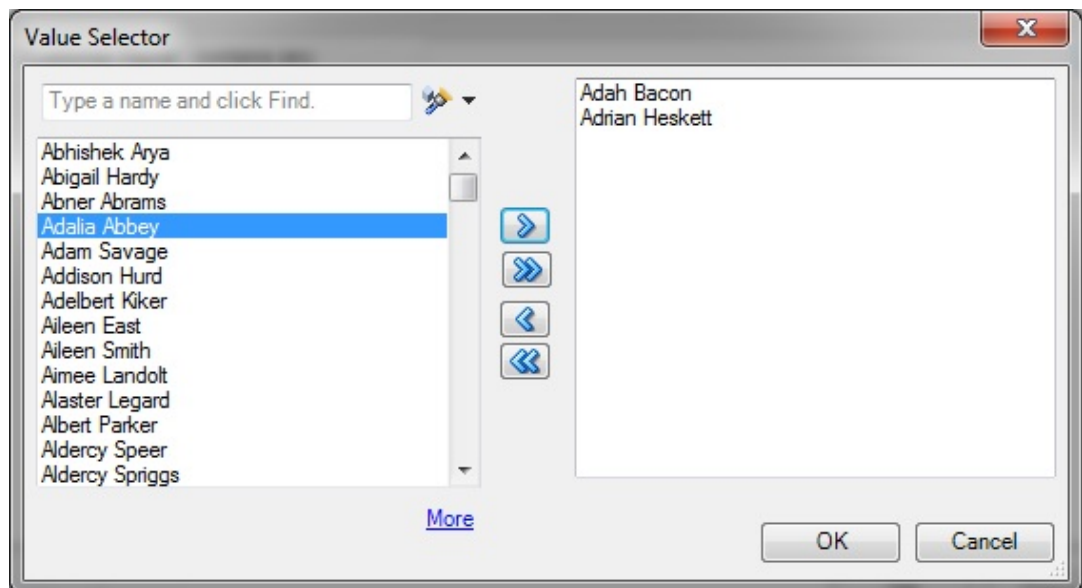 Value Selector
Type a name and click Find.
Abhishek Arya
Abigail Hardy
Abner Abrams
Adalia Abbey
Adam Savage
Addison Hurd
Adelbert Kiker
Aileen East
Aileen Smith
Aimee Landolt
Alaster Legard
Albert Parker
Aldercy Speer
Aldercy Spriggs
More
Adah Bacon
Adrian Heskett
OK
Cancel